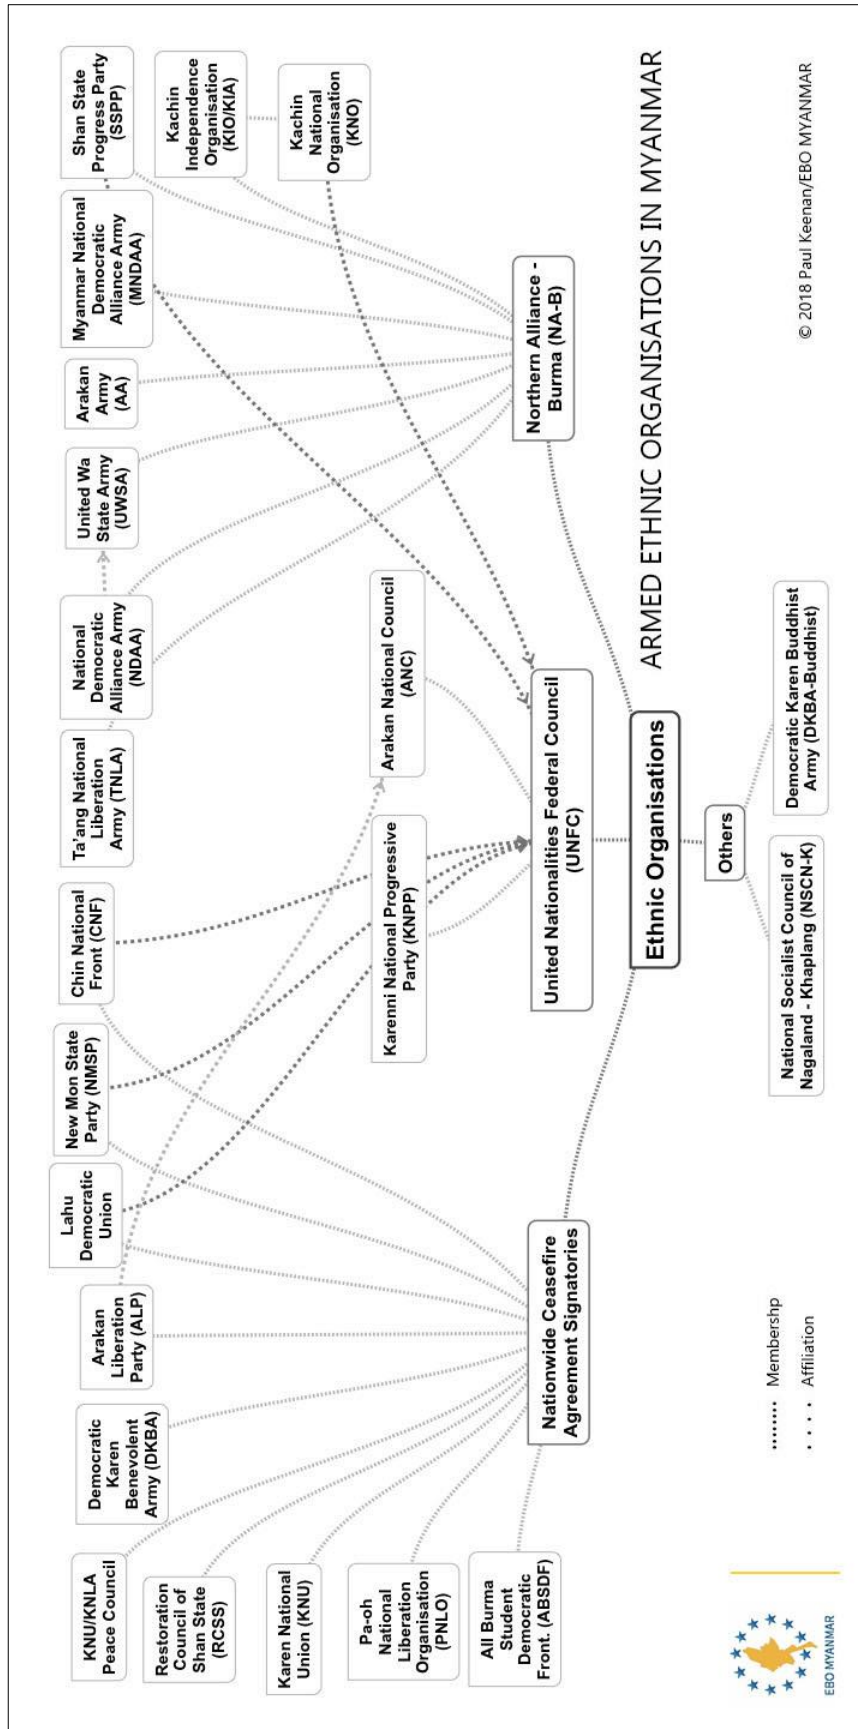 KNU/KNLA
Peace Council
Restoration
Council of
Shan State
(RCSS)
Karen National
Union (KNU)
Pa-oh
National
Liberation
Organisation
(PNLO)
All Burma
Student
Democratic
Front. (ABSDF)
Democratic
Karen
Benevolent
Army (DKBA)
Arakan
Liberation
Party (ALP)
Lahu
Democratic
Union
New Mon State
Party (NMSP)
Chin National
Front (CNF)
Ta'ang National
Liberation
Army (TNLA)
National
Democratic
Alliance Army
(NDAA)
United Wa
State Army
(UWSA)
Arakan
Army
(AA)
Myanmar National
Democratic
Alliance Army
(MNDAA)
Shan State
Progress Party
(SSPP)
Kachin
Independence
Organisation
(KIO/KIA)
Kachin
National
Organisation
(KNO)
Karenni National Progressive
Party (KNPP)
Arakan National Council
(ANC)
Nationwide Ceasefire
Agreement Signatories
United Nationalities Federal Council
(UNFC)
Northern Alliance -
Burma (NA-B)
Ethnic Organisations
ARMED ETHNIC ORGANISATIONS IN MYANMAR
Others
National Socialist Council of
Nagaland - Khaplang (NSCN-K)
Democratic Karen Buddhist
Army (DKBA-Buddhist)
Membershp
Affiliation
© 2018 Paul Keenan/EBO MYANMAR
EBO MYANMAR